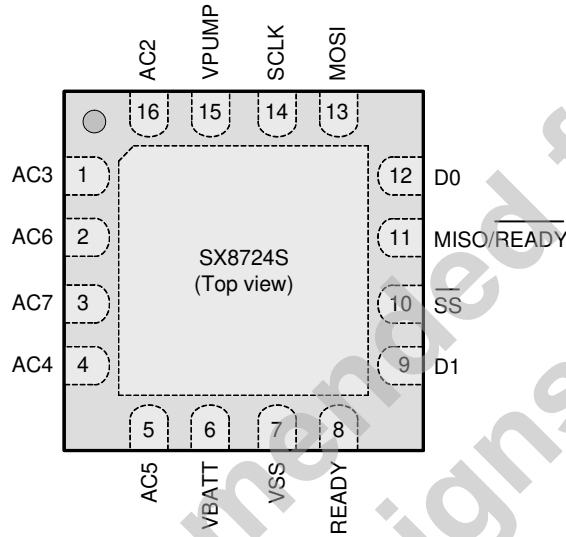 AC2
VPUMP
SCLK
MOSI
16
15
14
13
AC3 1
12 D0
AC6 2
11 MISO/READY
SX8724S
(Top view)
AC7 3
10 SS
AC4 4
9 D1
5
6
7
8
AC5
VBATT
VSS
READY